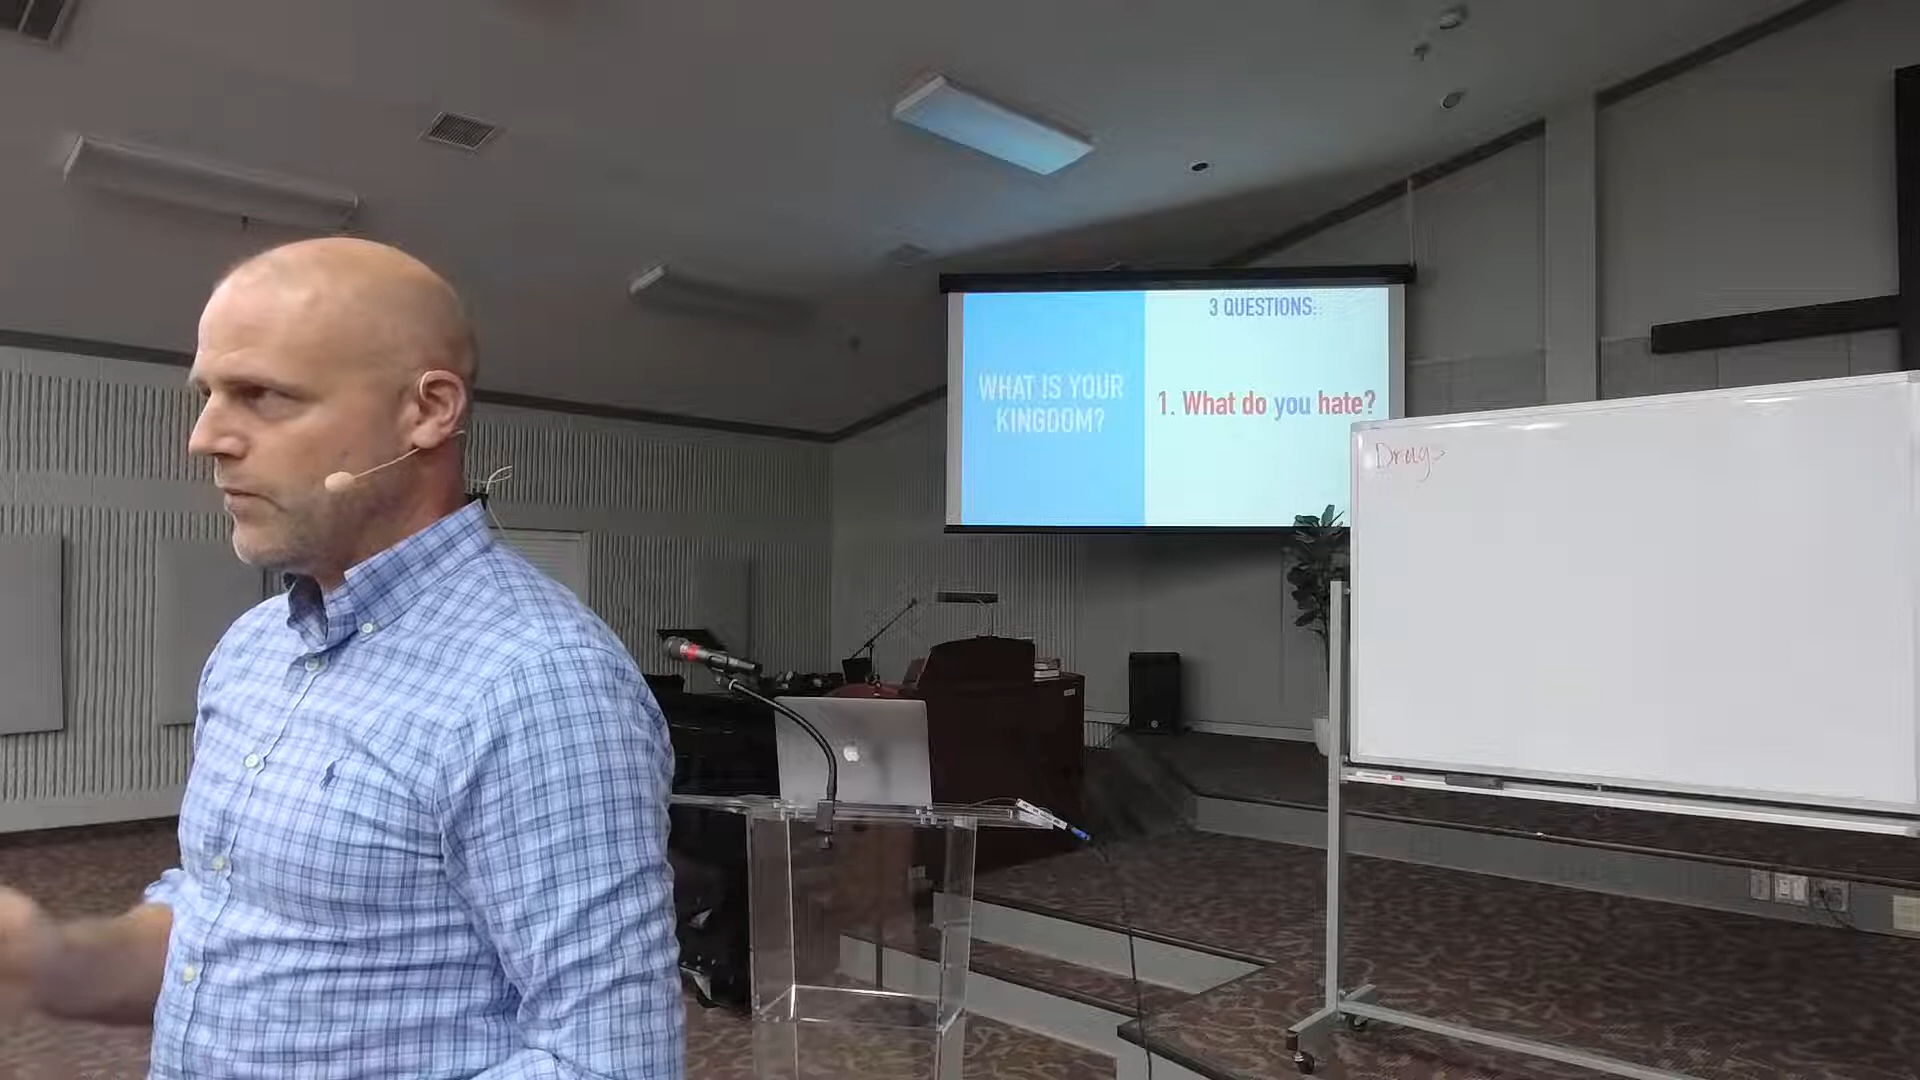 WHAT IS YOUR
KINGDOM?
3 QUESTIONS:
1. What do you hate?
Drugs